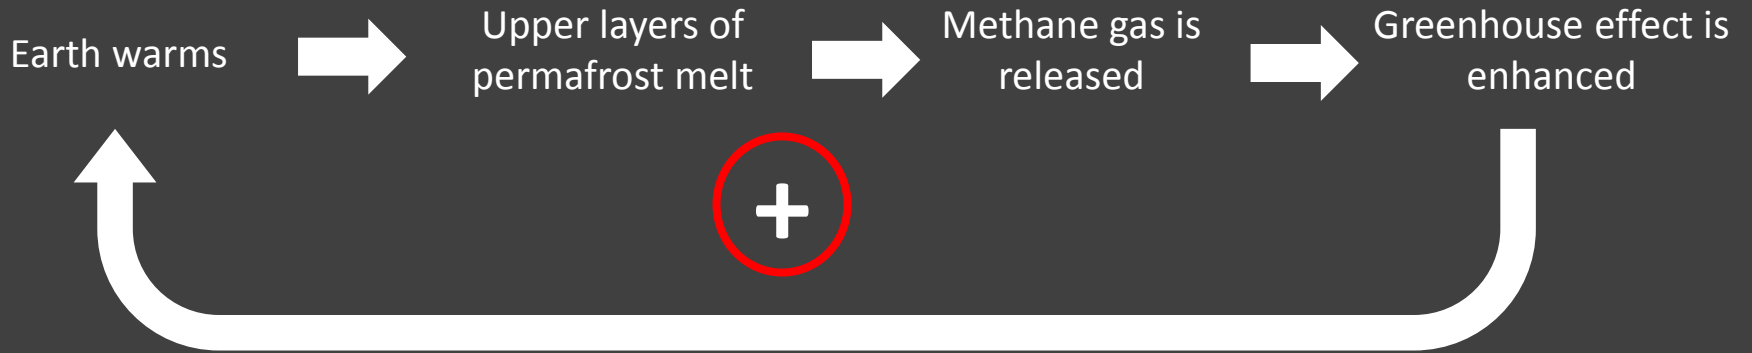 Earth warms
Upper layers of
permafrost melt
Methane gas is
released
Greenhouse effect is
enhanced
+